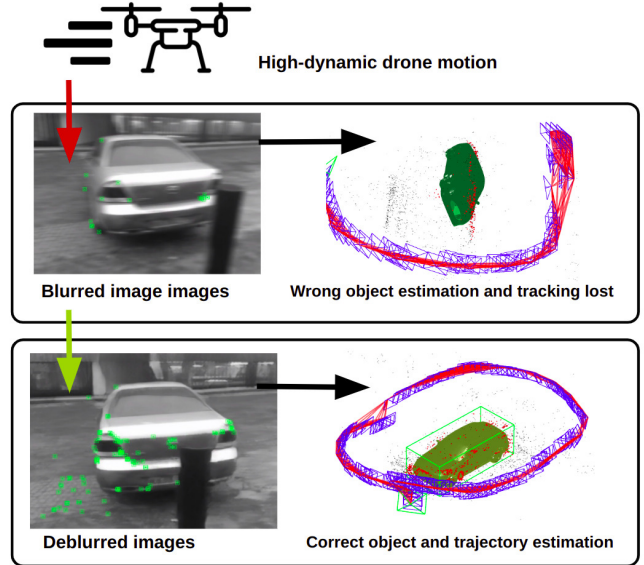 High-dynamic drone motion
Blurred image images
Wrong object estimation and tracking lost
Deblurred images
Correct object and trajectory estimation